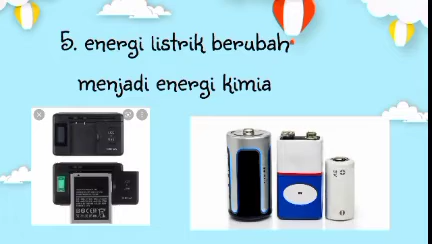 5. energi listrik berubah
menjadi energi kimia